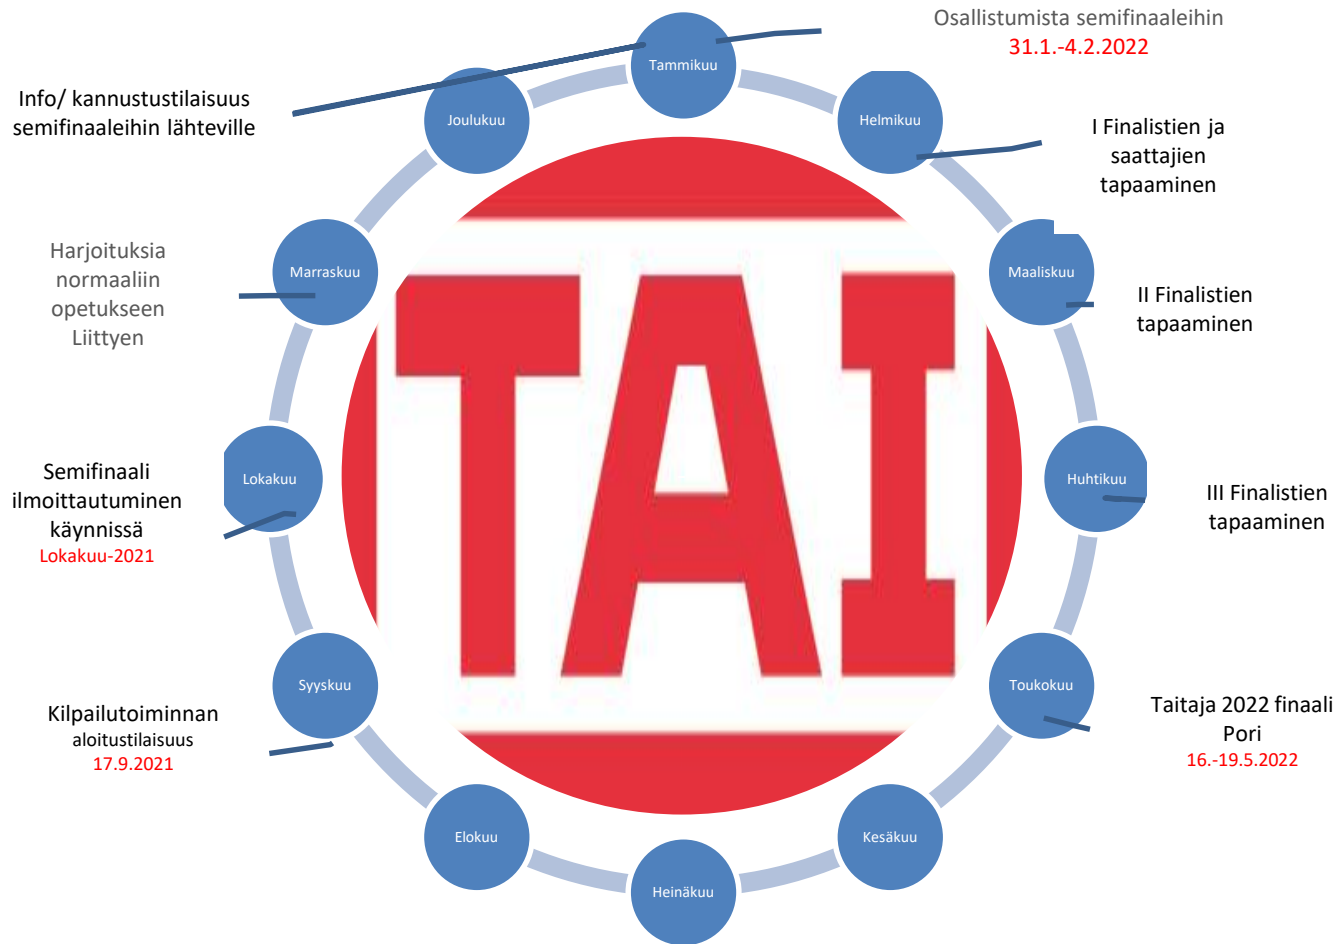 Osallistumista semifinaaleihin
31.1.-4.2.2022
Tammikuu
Info/ kannustustilaisuus
semifinaaleihin lähteville
Joulukuu
Helmikuu
I Finalistien ja
saattajien
tapaaminen
Harjoituksia
normaaliin
opetukseen
Liittyen
Marraskuu
Maaliskuu
II Finalistien
tapaaminen
TAI
Semifinaali
ilmoittautuminen
käynnissä
Lokakuu-2021
Lokakuu
Huhtikuu
III Finalistien
tapaaminen
Syyskuu
Toukokuu
Kilpailutoiminnan
aloitustilaisuus
17.9.2021
Taitaja 2022 finaali
Pori
16.-19.5.2022
Elokuu
Kesäkuu
Heinäkuu